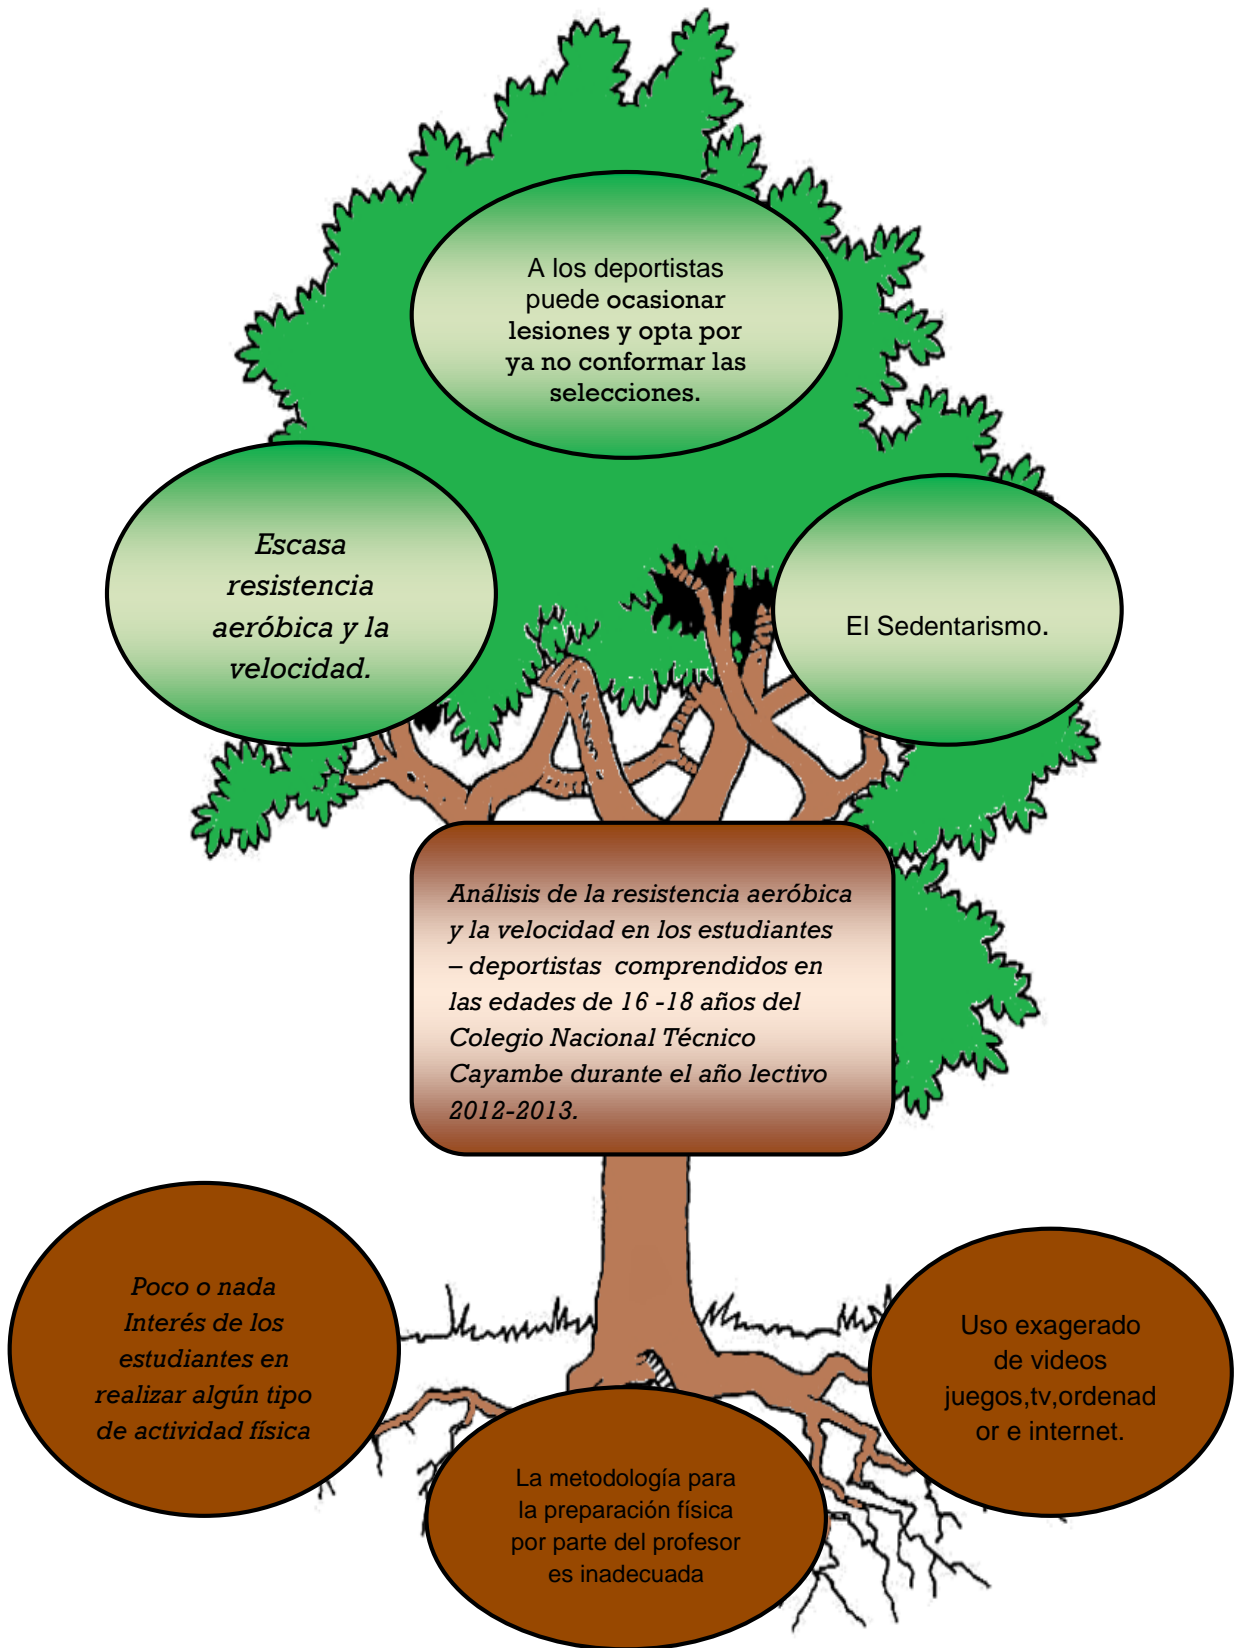 A los deportistas
puede ocasionar
lesiones y opta por
ya no conformar las
selecciones.
Escasa
resistencia
aeróbica y la
velocidad.
El Sedentarismo.
Análisis de la resistencia aeróbica
y la velocidad en los estudiantes
– deportistas comprendidos en
las edades de 16 -18 años del
Colegio Nacional Técnico
Cayambe durante el año lectivo
2012-2013.
Poco o nada
Interés de los
estudiantes en
realizar algún tipo
de actividad física
Uso exagerado
de videos
juegos,tv,ordenad
or e internet.
La metodología para
la preparación física
por parte del profesor
es inadecuada